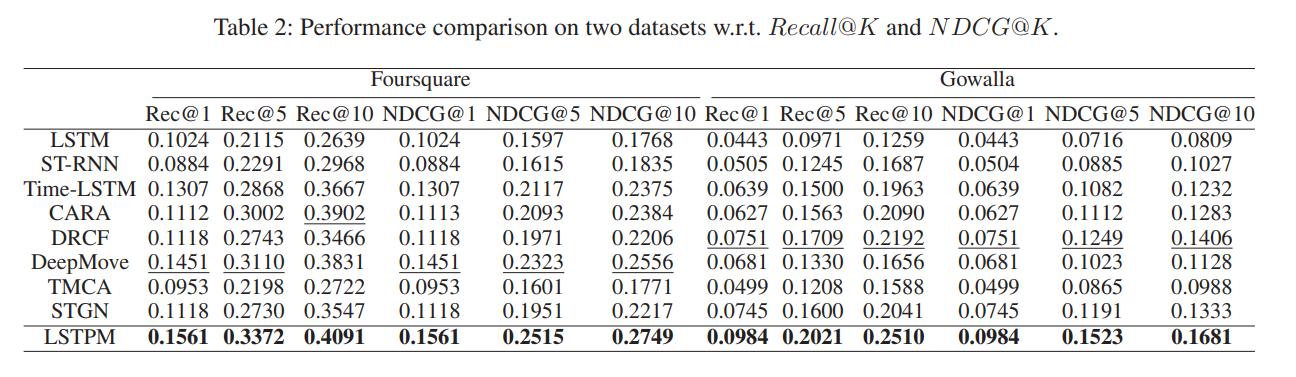 Table 2: Performance comparison on two datasets w.r.t. Recall@K and NDCG@K.
Foursquare Gowalla
Rec@1 Rec@5 Rec@10 NDCG@1 NDCG@5 NDCG@10 Rec@1 Rec@5 Rec@10 NDCG@1 NDCG@5 NDCG@10
LSTM 0.1024 0.2115 0.2639 0.1024 0.1597 0.1768 0.0443 0.0971 0.1259 0.0443 0.0716 0.0809
ST-RNN 0.0884 0.2291 0.2968 0.0884 0.1615 0.1835 0.0505 0.1245 0.1687 0.0504 0.0885 0.1027
Time-LSTM 0.1307 0.2868 0.3667 0.1307 0.2117 0.2375 0.0639 0.1500 0.1963 0.0639 0.1082 0.1232
CARA 0.1112 0.3002 0.3902 0.1113 0.2093 0.2384 0.0627 0.1563 0.2090 0.0627 0.1112 0.1283
DRCF 0.1118 0.2743 0.3466 0.1118 0.1971 0.2206 0.0751 0.1709 0.2192 0.0751 0.1249 0.1406
DeepMove 0.1451 0.3110 0.3831 0.1451 0.2323 0.2556 0.0681 0.1330 0.1656 0.0681 0.1023 0.1128
TMCA 0.0953 0.2198 0.2722 0.0953 0.1601 0.1771 0.0499 0.1208 0.1588 0.0499 0.0865 0.0988
STGN 0.1118 0.2730 0.3547 0.1118 0.1951 0.2217 0.0745 0.1600 0.2041 0.0745 0.1191 0.1333
LSTPM 0.1561 0.3372 0.4091 0.1561 0.2515 0.2749 0.0984 0.2021 0.2510 0.0984 0.1523 0.1681